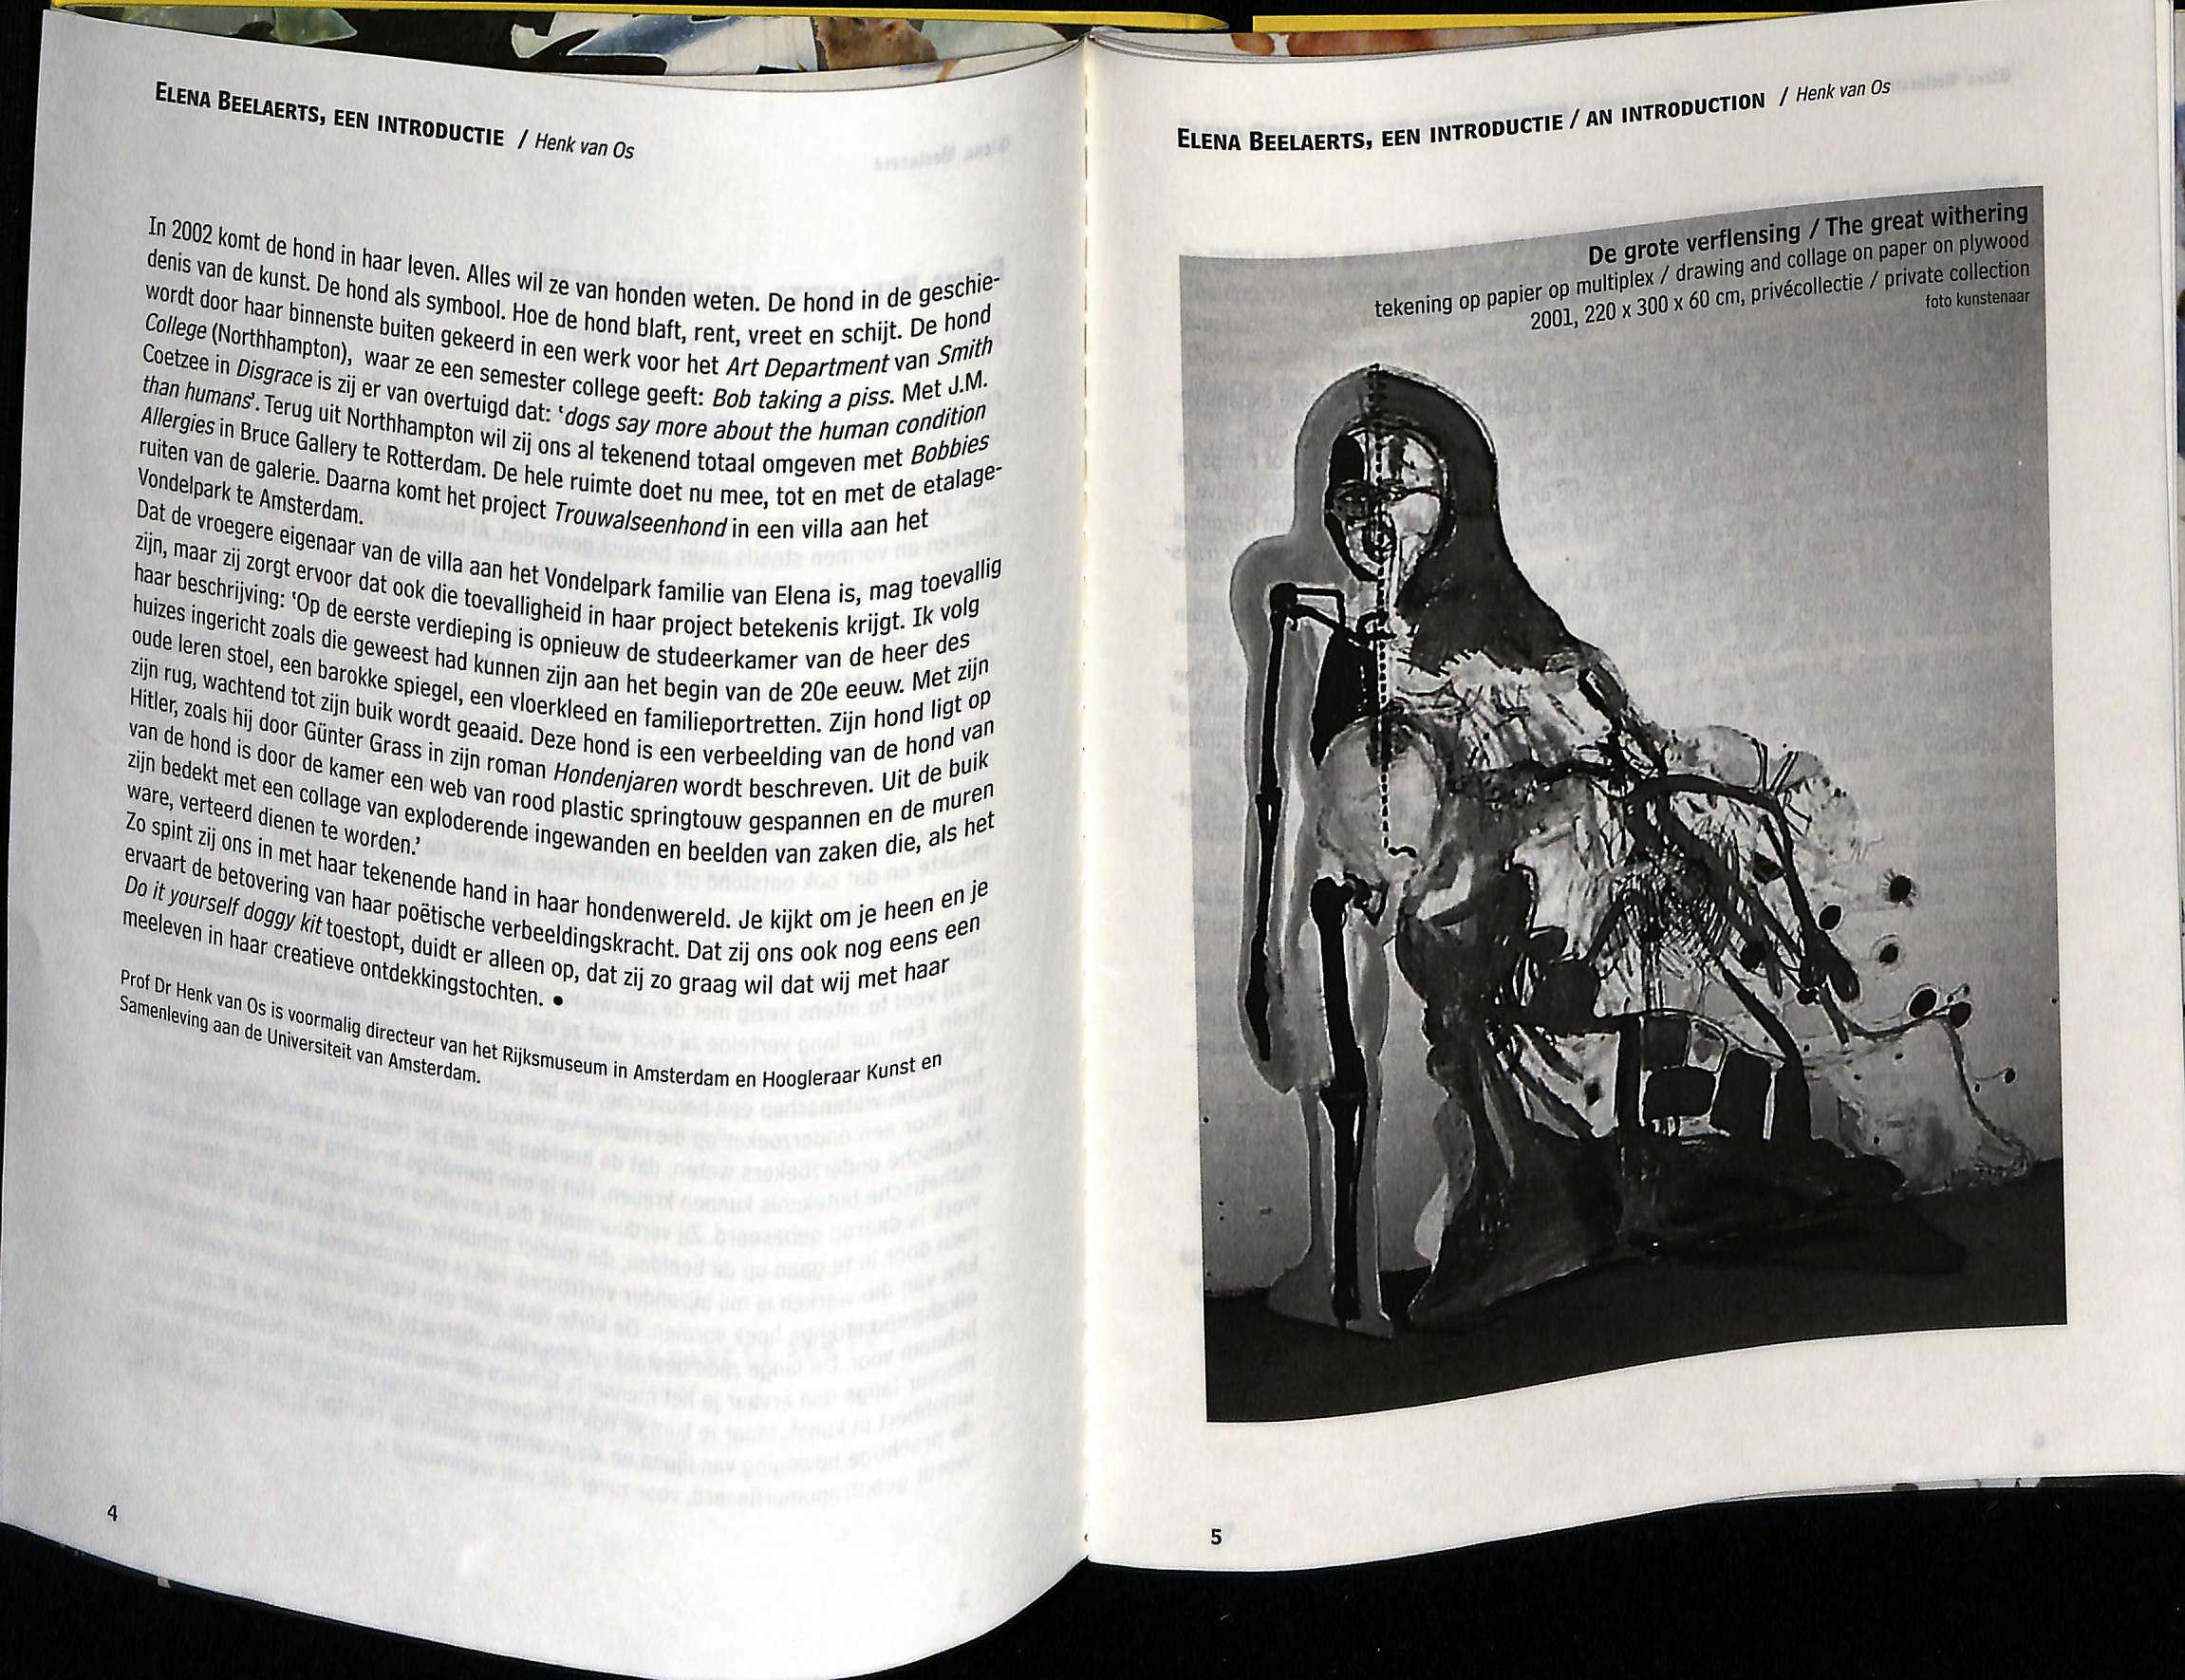 ELENA BEELAERTS, EEN INTRODUCTIE / Henk van Os
In 2002 komt de hond in haar leven. Alles wil ze van honden weten. De hond in de geschie-
denis van de kunst. De hond als symbool. Hoe de hond blaft, rent, vreet en schijt. De hond
wordt door haar binnenste buiten gekeerd in een werk voor het Art Department van Smith
College (Northhampton), waar ze een semester college geeft: Bob taking a piss. Met J.M.
Coetzee in Disgrace is zij er van overtuigd dat: 'dogs say more about the human condition
than humans'. Terug uit Northhampton wil zij ons al tekenend totaal omgeven met Bobbies
Allergies in Bruce Gallery te Rotterdam. De hele ruimte doet nu mee, tot en met de etalage-
ruiten van de galerie. Daarna komt het project Trouwalseenhond in een villa aan het
Vondelpark te Amsterdam.
Dat de vroegere eigenaar van de villa aan het Vondelpark familie van Elena is, mag toevallig
zijn, maar zij zorgt ervoor dat ook die toevalligheid in haar project betekenis krijgt. Ik volg
haar beschrijving: 'Op de eerste verdieping is opnieuw de studeerkamer van de heer des
huizes ingericht zoals die geweest had kunnen zijn aan het begin van de 20e eeuw. Met zijn
oude leren stoel, een barokke spiegel, een vloerkleed en familieportretten. Zijn hond ligt op
zijn rug, wachtend tot zijn buik wordt geaaid. Deze hond is een verbeelding van de hond van
Hitler, zoals hij door Günter Grass in zijn roman Hondenjaren wordt beschreven. Uit de buik
van de hond is door de kamer een web van rood plastic springtouw gespannen en de muren
zijn bedekt met een collage van exploderende ingewanden en beelden van zaken die, als het
ware, verteerd dienen te worden.'
Zo spint zij ons in met haar tekenende hand in haar hondenwereld. Je kijkt om je heen en je
ervaart de betovering van haar poëtische verbeeldingskracht. Dat zij ons ook nog eens een
Do it yourself doggy kit toestopt, duidt er alleen op, dat zij zo graag wil dat wij met haar
meeleven in haar creatieve ontdekkingstochten. •
Prof Dr Henk van Os is voormalig directeur van het Rijksmuseum in Amsterdam en Hoogleraar Kunst en
Samenleving aan de Universiteit van Amsterdam.
4
ELENA BEELAERTS, EEN INTRODUCTIE / AN INTRODUCTION / Henk van Os
De grote verflensing / The great withering
tekening op papier op multiplex / drawing and collage on paper on plywood
2001, 220 x 300 x 60 cm, privécollectie / private collection
foto kunstenaar
5